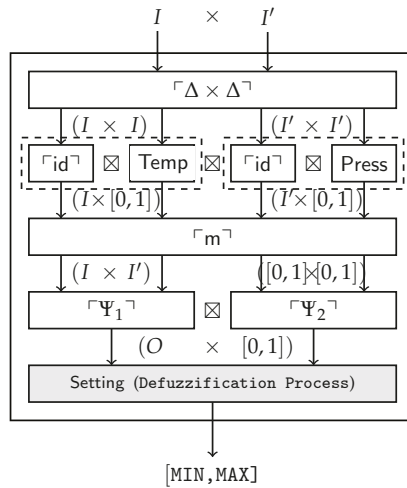 I × I′
⌜Δ × Δ⌝
(I × I) (I′ × I′)
⌜id⌝ ⊠ Temp ⊠ ⌜id⌝ ⊠ Press
(I×[0,1]) (I′×[0,1])
⌜m⌝
(I × I′) ([0,1]×[0,1])
⌜Ψ₁⌝ ⊠ ⌜Ψ₂⌝
(O × [0,1])
Setting (Defuzzification Process)
[MIN,MAX]